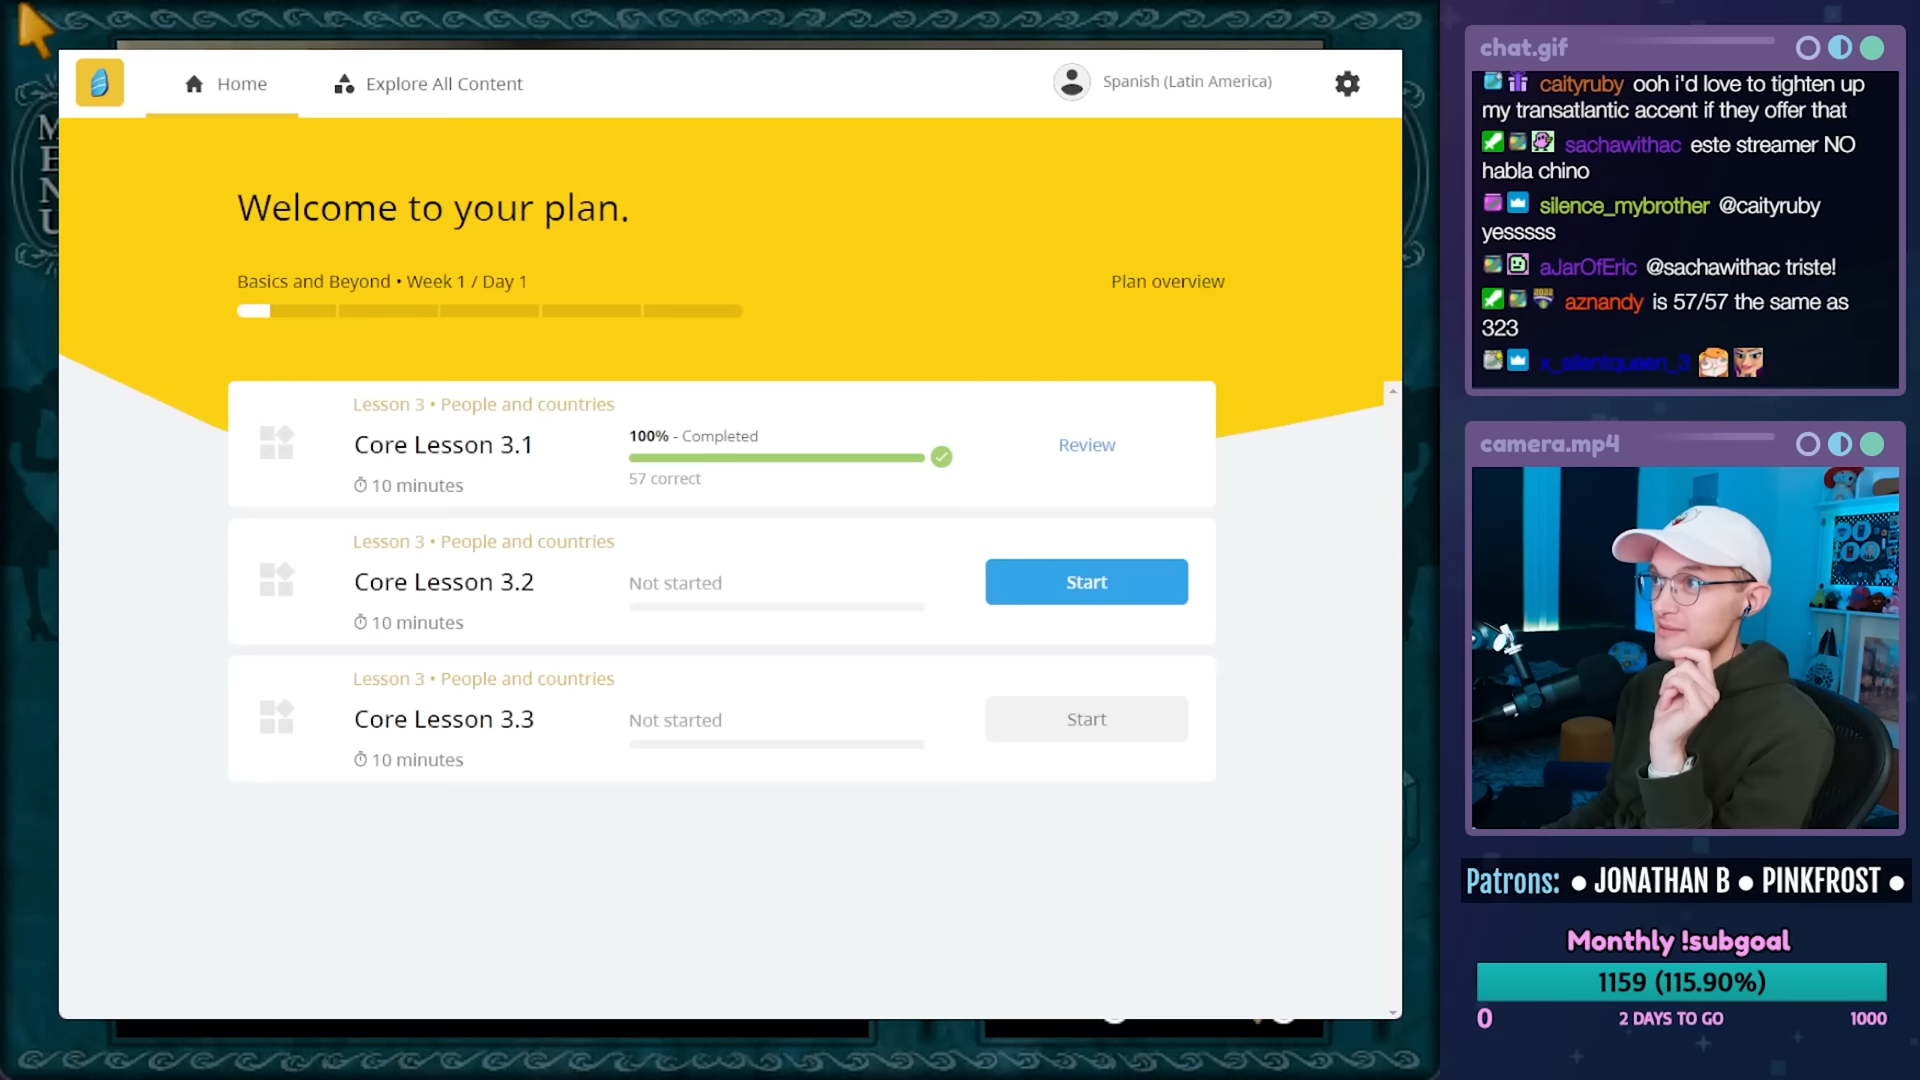 Home
Explore All Content
Spanish (Latin America)
Welcome to your plan.
Basics and Beyond • Week 1 / Day 1
Plan overview
Lesson 3 • People and countries
Core Lesson 3.1
10 minutes
100% - Completed
57 correct
Review
Lesson 3 • People and countries
Core Lesson 3.2
10 minutes
Not started
Start
Lesson 3 • People and countries
Core Lesson 3.3
10 minutes
Not started
Start
MENU
chat.gif
caityruby ooh i'd love to tighten up
my transatlantic accent if they offer that
sachawithac este streamer NO
habla chino
silence_mybrother @caityruby
yesssss
aJarOfEric @sachawithac triste!
aznandy is 57/57 the same as
323
x_silentqueen_3
camera.mp4
Patrons: ● JONATHAN B ● PINKFROST ●
Monthly !subgoal
1159 (115.90%)
0
2 DAYS TO GO
1000